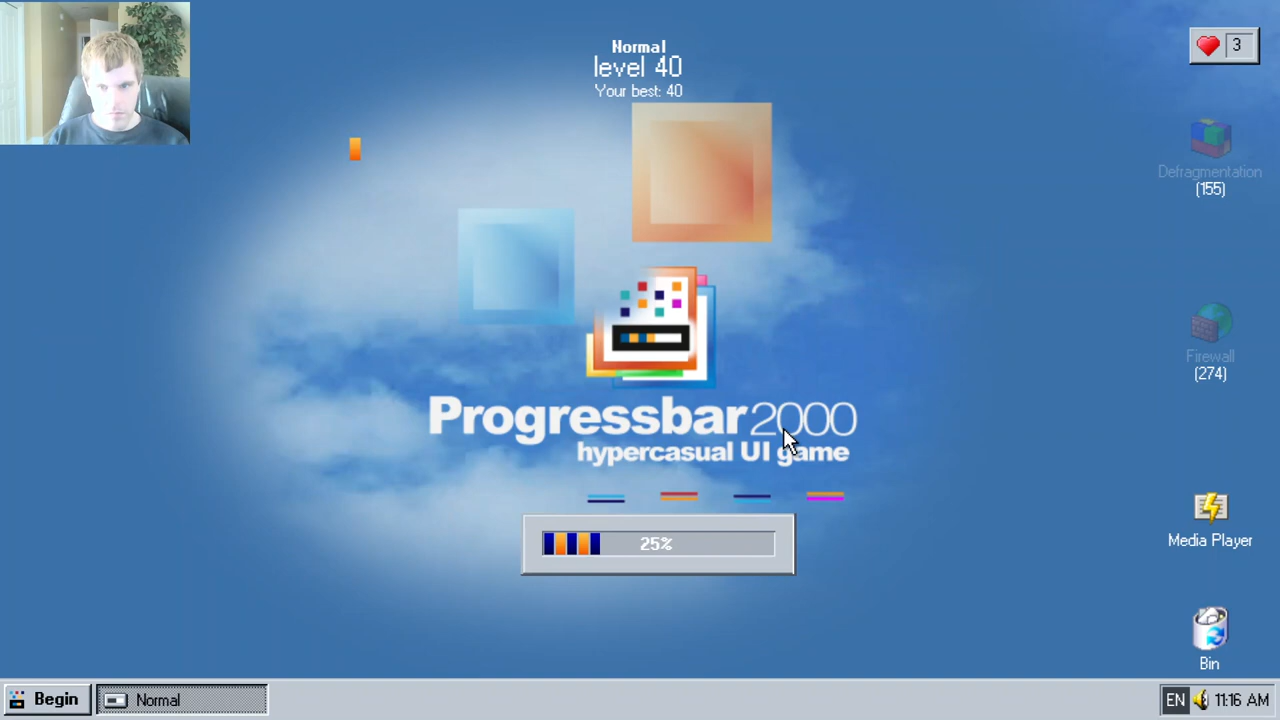 Normal
level 40
Your best: 40
3
Defragmentation
(155)
Firewall
(274)
Progressbar2000
hypercasual UI game
25%
Media Player
Bin
Begin
Normal
EN
11:16 AM